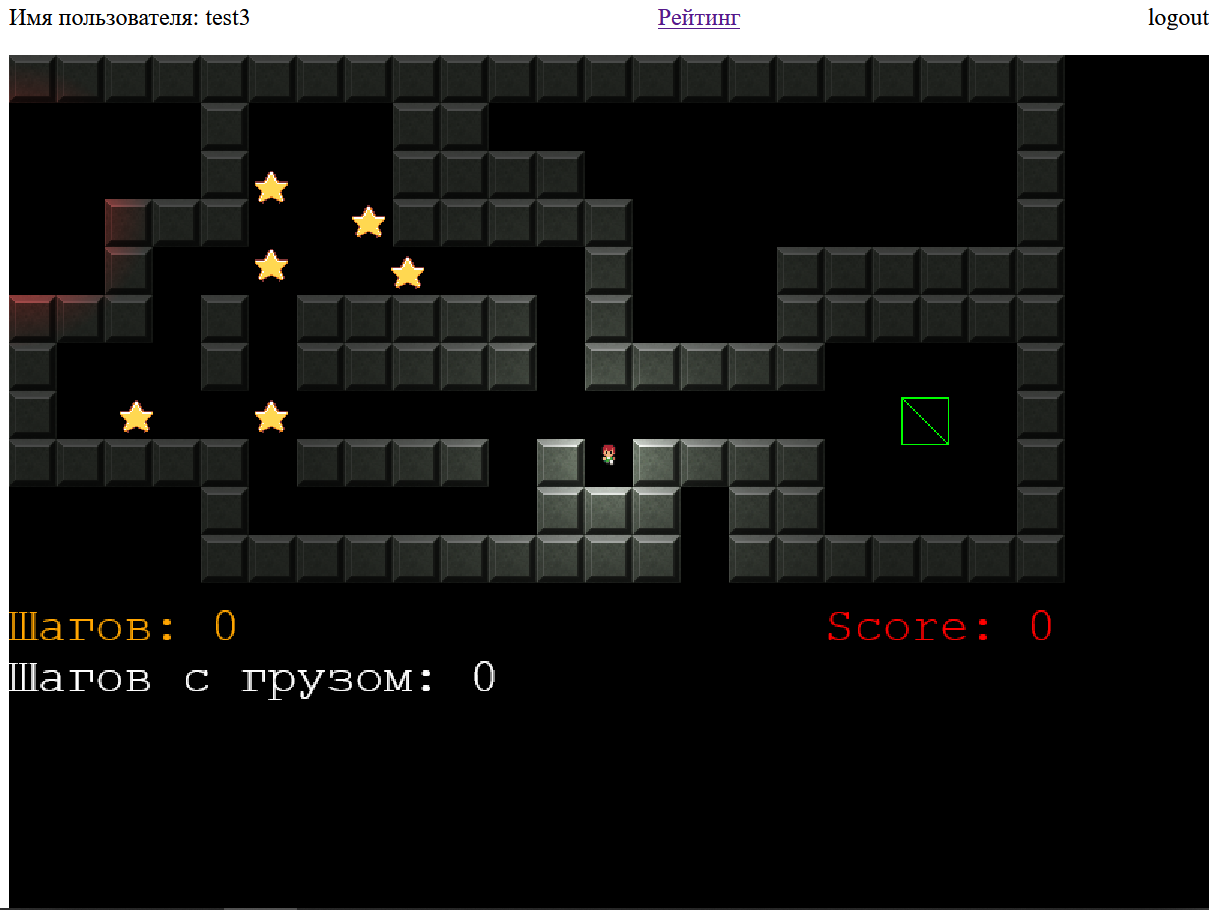 Имя пользователя: test3
Рейтинг
logout
Шагов: 0
Score: 0
Шагов с грузом: 0